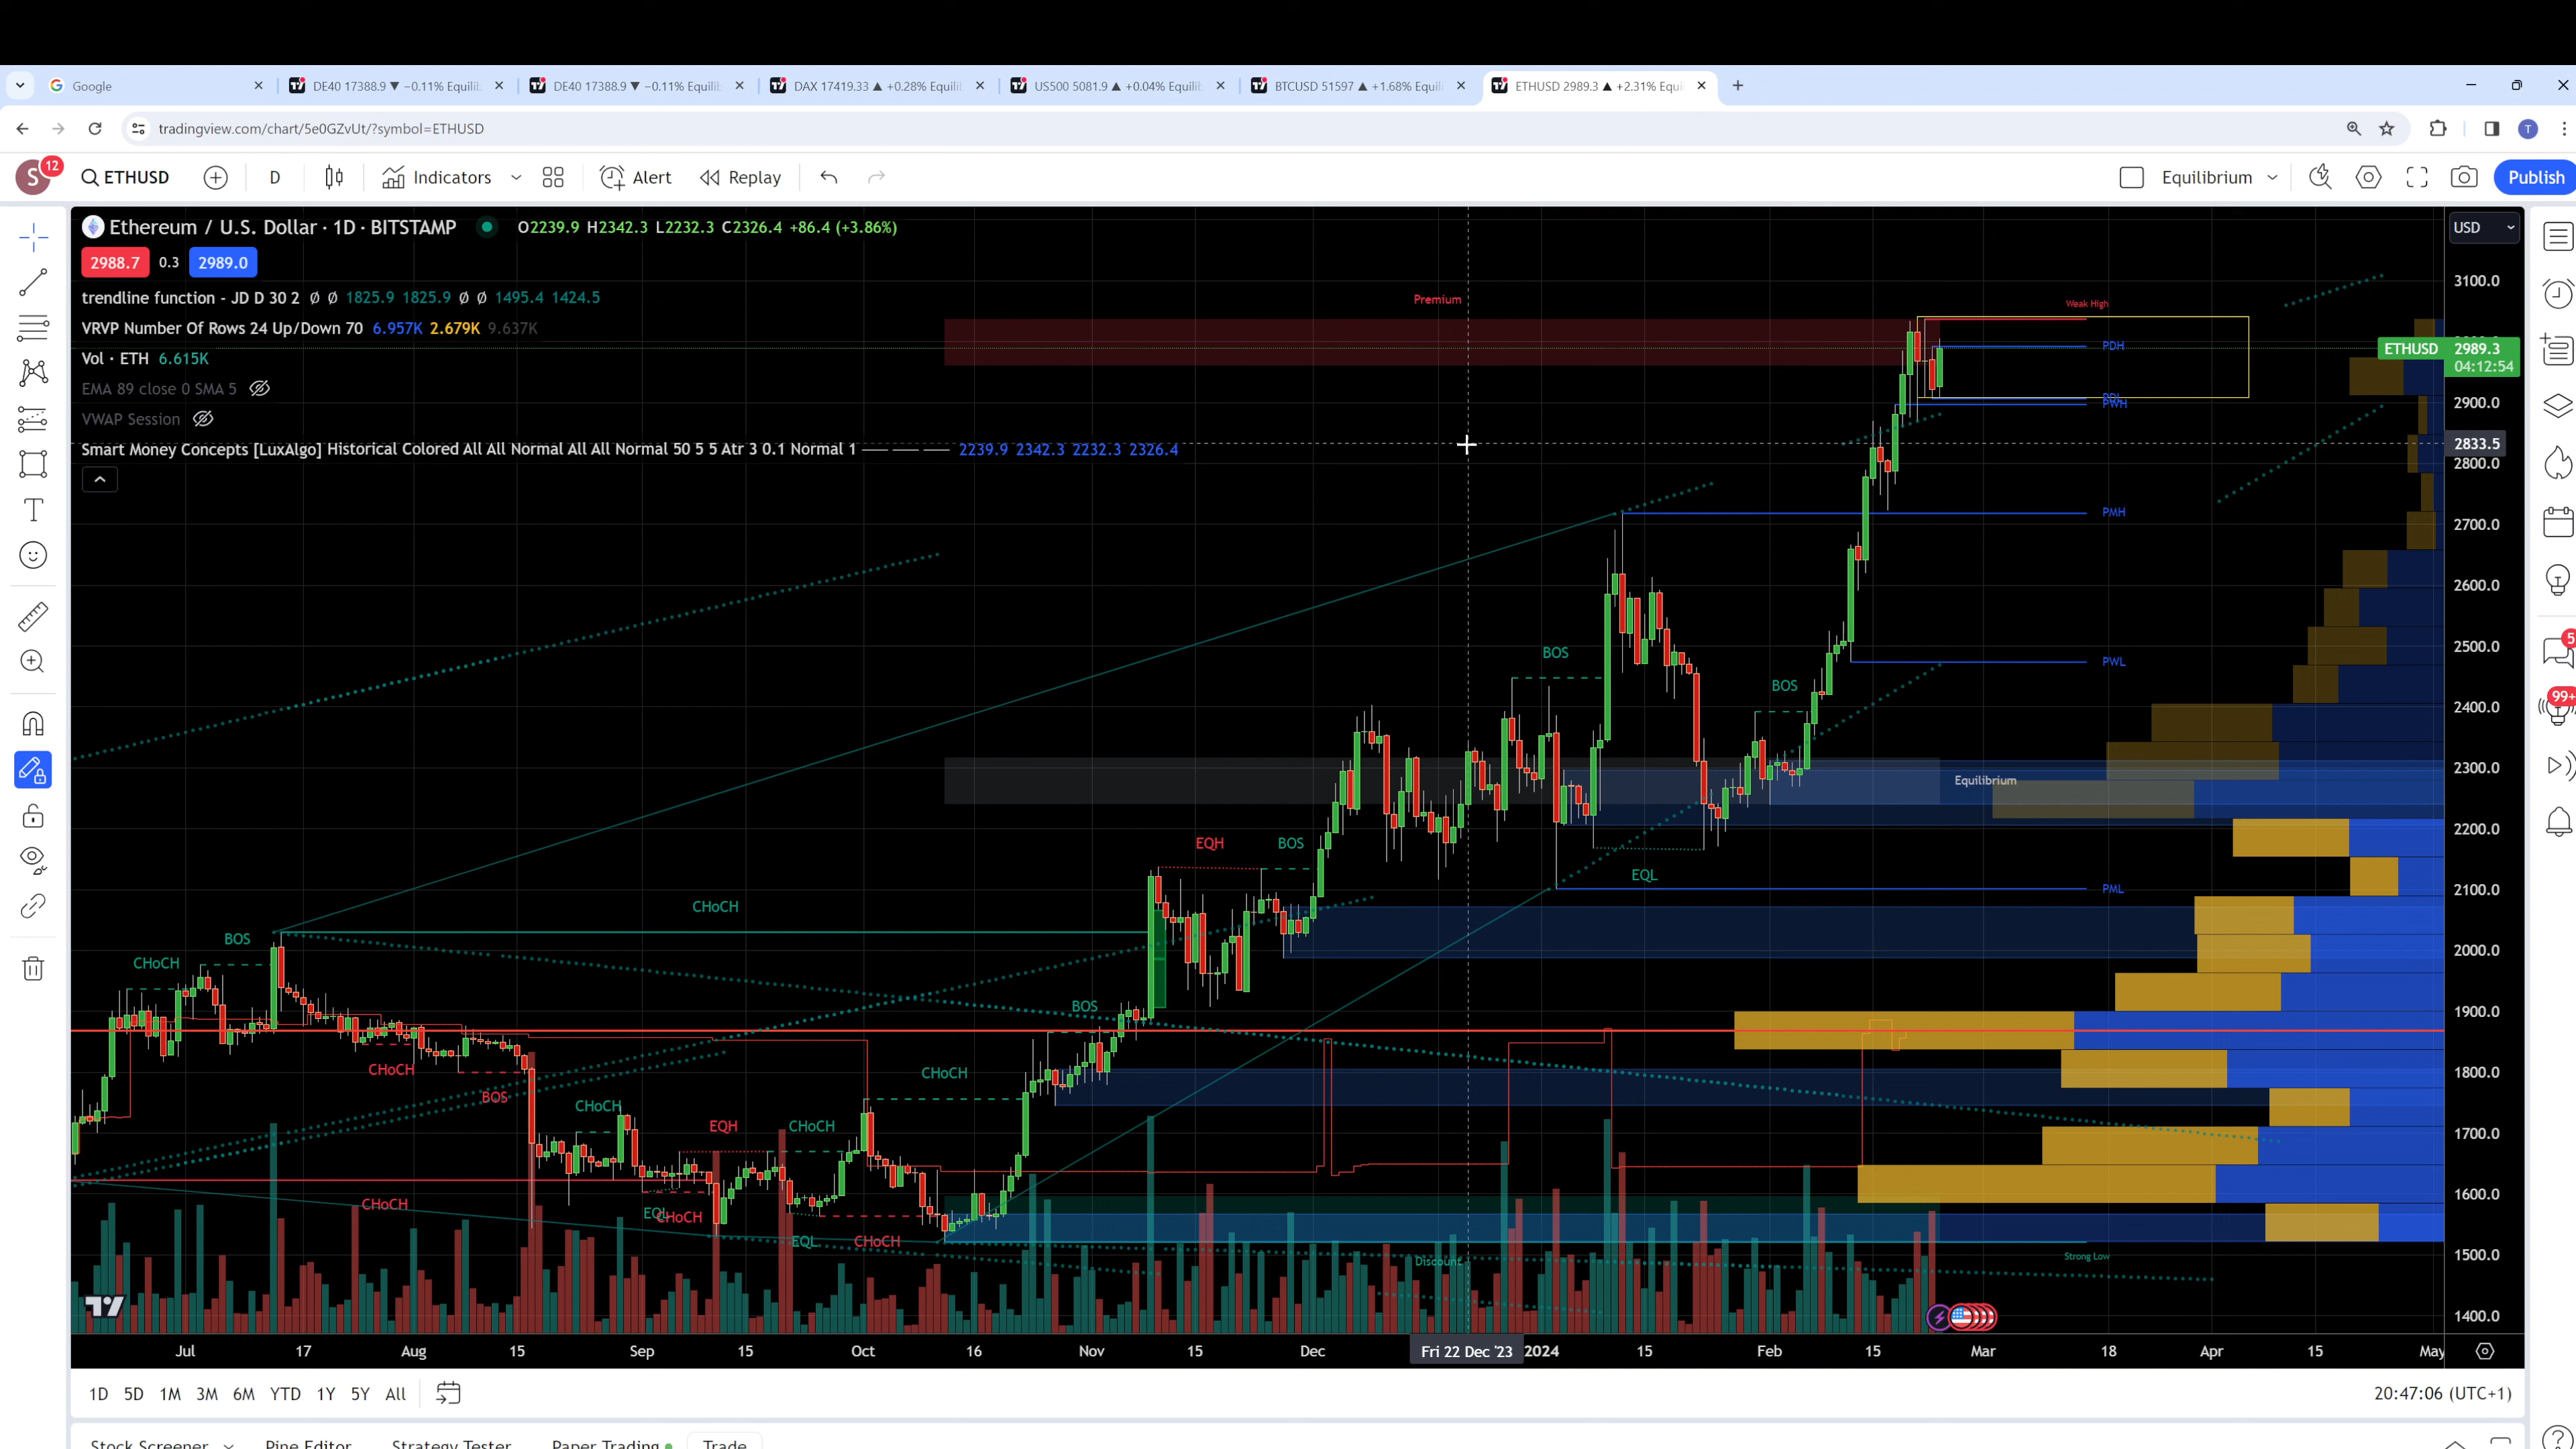 Google
DE40 17388.9 ▼ −0.11% Equilib
DE40 17388.9 ▼ −0.11% Equilib
DAX 17419.33 ▲ +0.28% Equilib
US500 5081.9 ▲ +0.04% Equilib
BTCUSD 51597 ▲ +1.68% Equil
ETHUSD 2989.3 ▲ +2.31% Equi
tradingview.com/chart/5e0GZvUt/?symbol=ETHUSD
T
S 12
ETHUSD
D
Indicators
Alert
Replay
Equilibrium
Publish
Ethereum / U.S. Dollar · 1D · BITSTAMP
O2239.9 H2342.3 L2232.3 C2326.4 +86.4 (+3.86%)
USD
2988.7 0.3 2989.0
trendline function - JD D 30 2 Ø Ø 1825.9 1825.9 Ø Ø 1495.4 1424.5
VRVP Number Of Rows 24 Up/Down 70 6.957K 2.679K 9.637K
Vol · ETH 6.615K
EMA 89 close 0 SMA 5
VWAP Session
Smart Money Concepts [LuxAlgo] Historical Colored All All Normal All All Normal 50 5 5 Atr 3 0.1 Normal 1 2239.9 2342.3 2232.3 2326.4
Premium
Weak High
PDH
PWH
PMH
PWL
BOS
BOS
Equilibrium
EQH
BOS
EQL
PML
CHoCH
BOS
CHoCH
BOS
CHoCH
CHoCH
BOS
CHoCH
EQH
CHoCH
CHoCH
EQL
CHoCH
EQL
CHoCH
Discount
Strong Low
3100.0
ETHUSD 2989.3
04:12:54
2900.0
2833.5
2800.0
2700.0
2600.0
2500.0
2400.0
2300.0
2200.0
2100.0
2000.0
1900.0
1800.0
1700.0
1600.0
1500.0
1400.0
5
99+
Jul 17 Aug 15 Sep 15 Oct 16 Nov 15 Dec Fri 22 Dec '23 2024 15 Feb 15 Mar 18 Apr 15 May
1D 5D 1M 3M 6M YTD 1Y 5Y All
20:47:06 (UTC+1)
Stock Screener Pine Editor Strategy Tester Paper Trading Trade